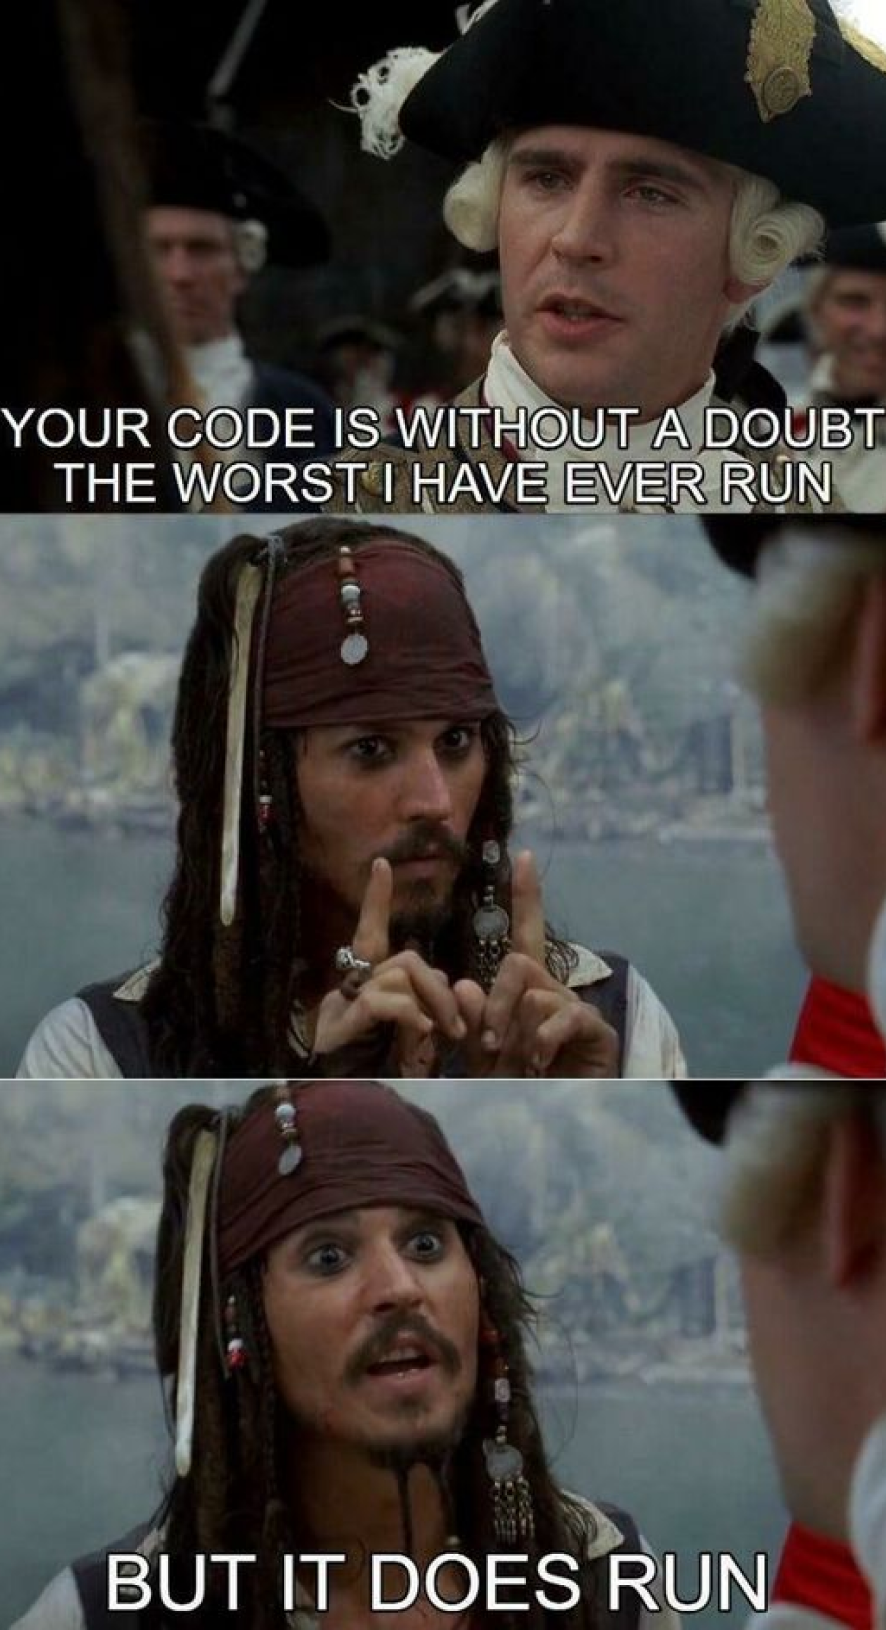 YOUR CODE IS WITHOUT A DOUBT
THE WORST I HAVE EVER RUN
BUT IT DOES RUN